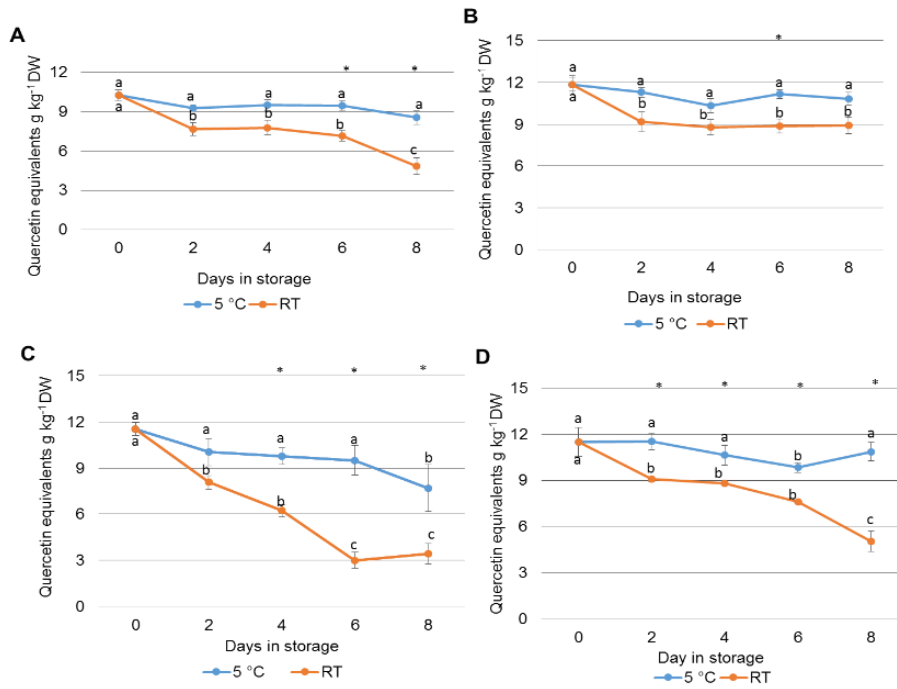 A
Quercetin equivalents g kg⁻¹ DW
12
9
6
3
0
* *
a a a a a
a b b b c
0 2 4 6 8
Days in storage
5 °C RT
B
Quercetin equivalents g kg⁻¹ DW
15
12
9
6
3
0
*
a a a a a
a b b b b
0 2 4 6 8
Days in storage
5 °C RT
C
Quercetin equivalents g kg⁻¹ DW
15
12
9
6
3
0
* * *
a a a a b
a b b c c
0 2 4 6 8
Days in storage
5 °C RT
D
Quercetin equivalents g kg⁻¹ DW
15
12
9
6
3
0
* * * *
a a a b a
a b b b c
0 2 4 6 8
Day in storage
5 °C RT